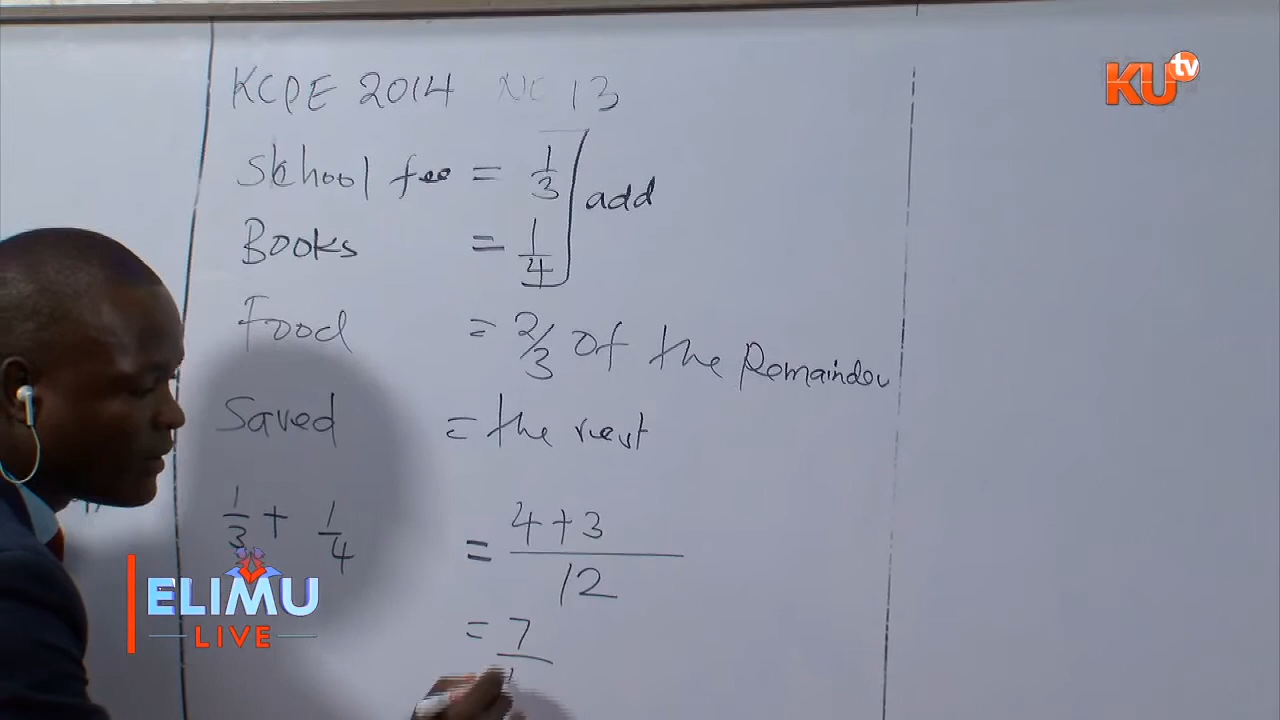 KCPE 2014 No 13
Skhool fee = 1/3
add
Books = 1/4
Food = 2/3 of the Remainder
Saved = the rest
1/3 + 1/4 = 4+3/12
= 7
KU tv
ELIMU
LIVE